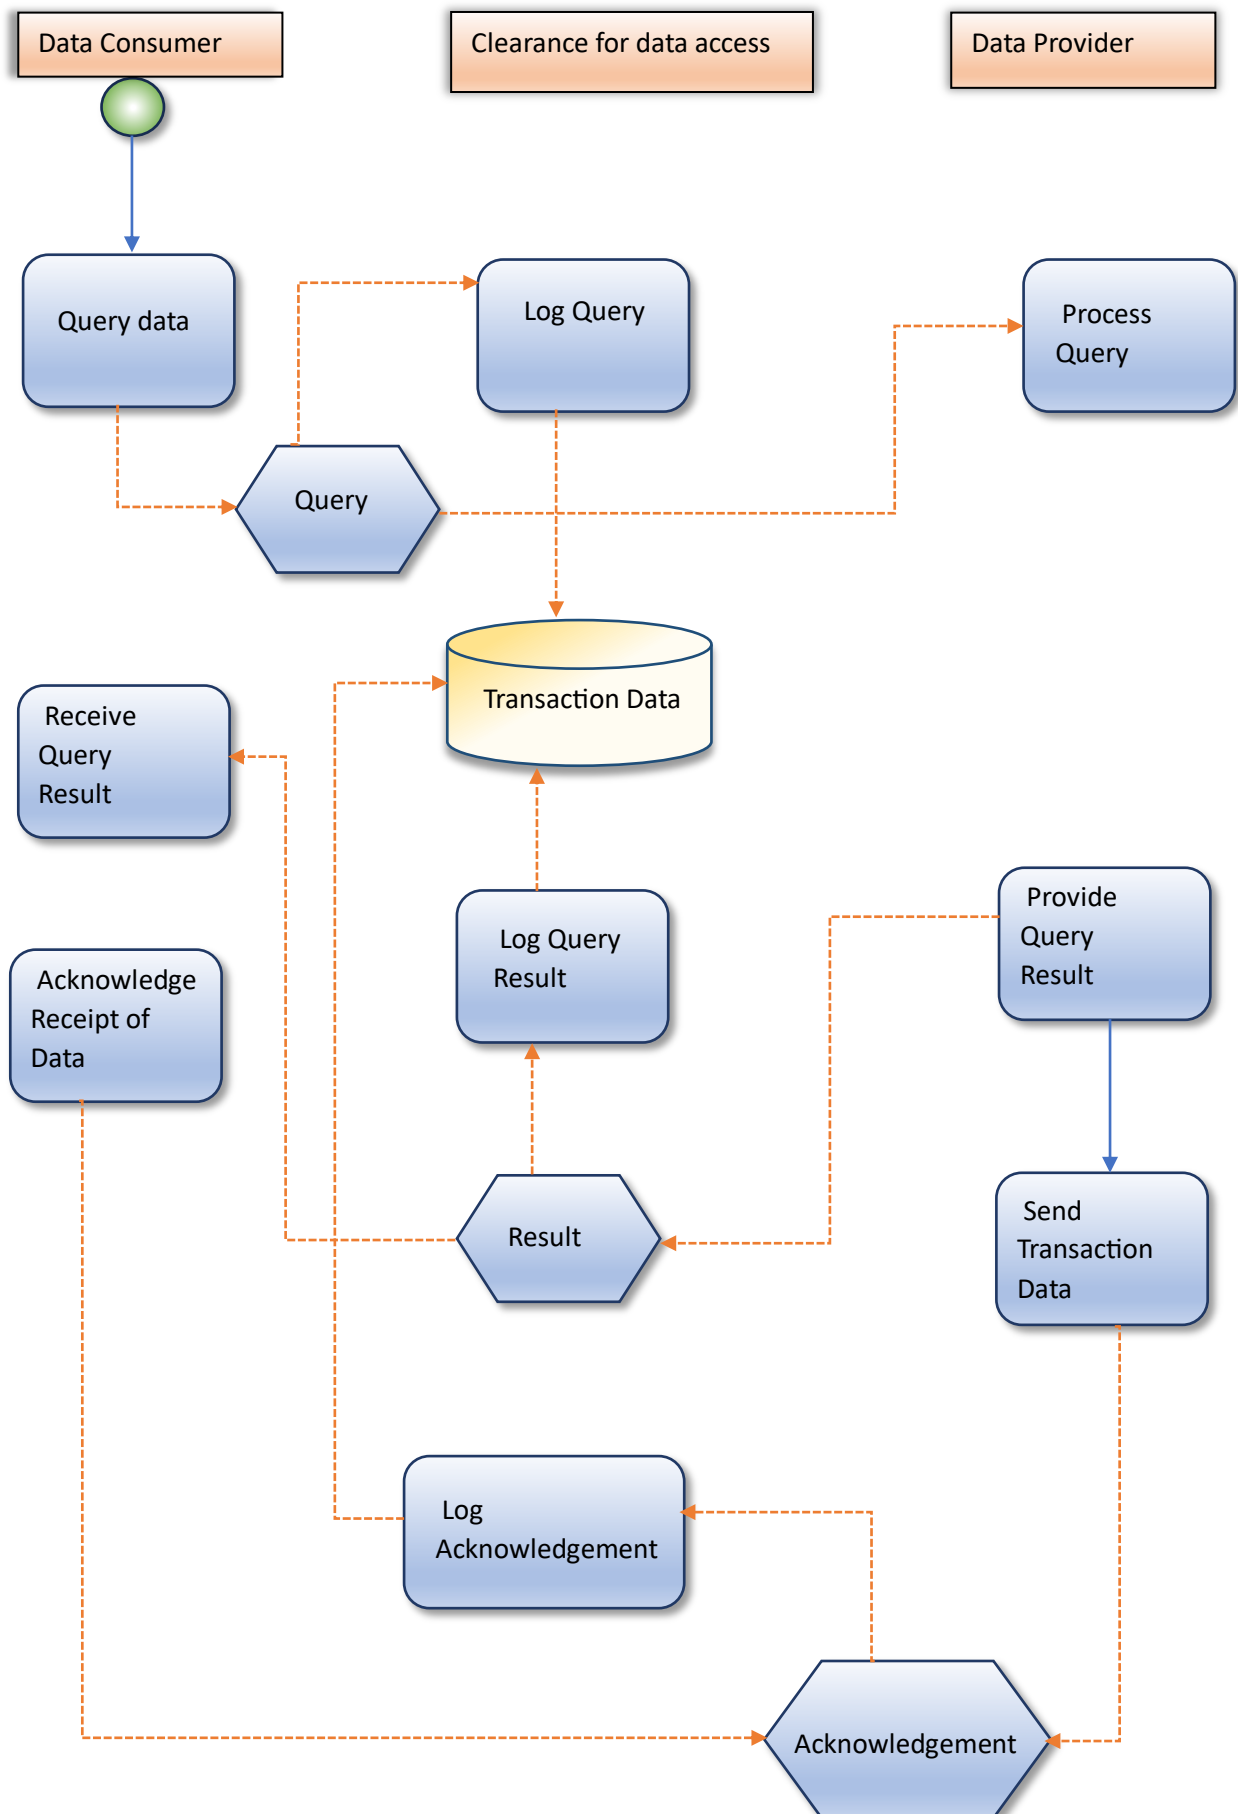 Data Consumer
Clearance for data access
Data Provider
Query data
Log Query
Process
Query
Query
Transaction Data
Receive
Query
Result
Log Query
Result
Provide
Query
Result
Acknowledge
Receipt of
Data
Result
Send
Transaction
Data
Log
Acknowledgement
Acknowledgement